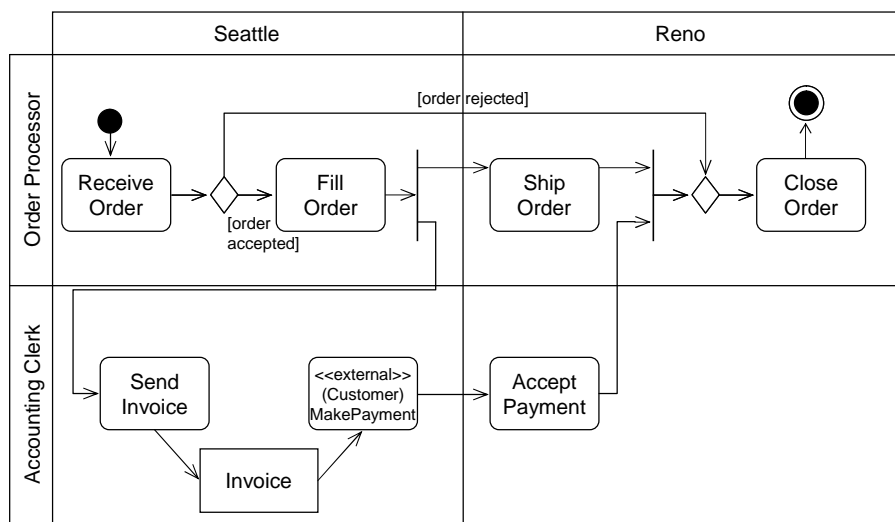 Seattle
Reno
Order Processor
[order rejected]
Receive
Order
[order
accepted]
Fill
Order
Ship
Order
Close
Order
Accounting Clerk
Send
Invoice
<<external>>
(Customer)
MakePayment
Accept
Payment
Invoice